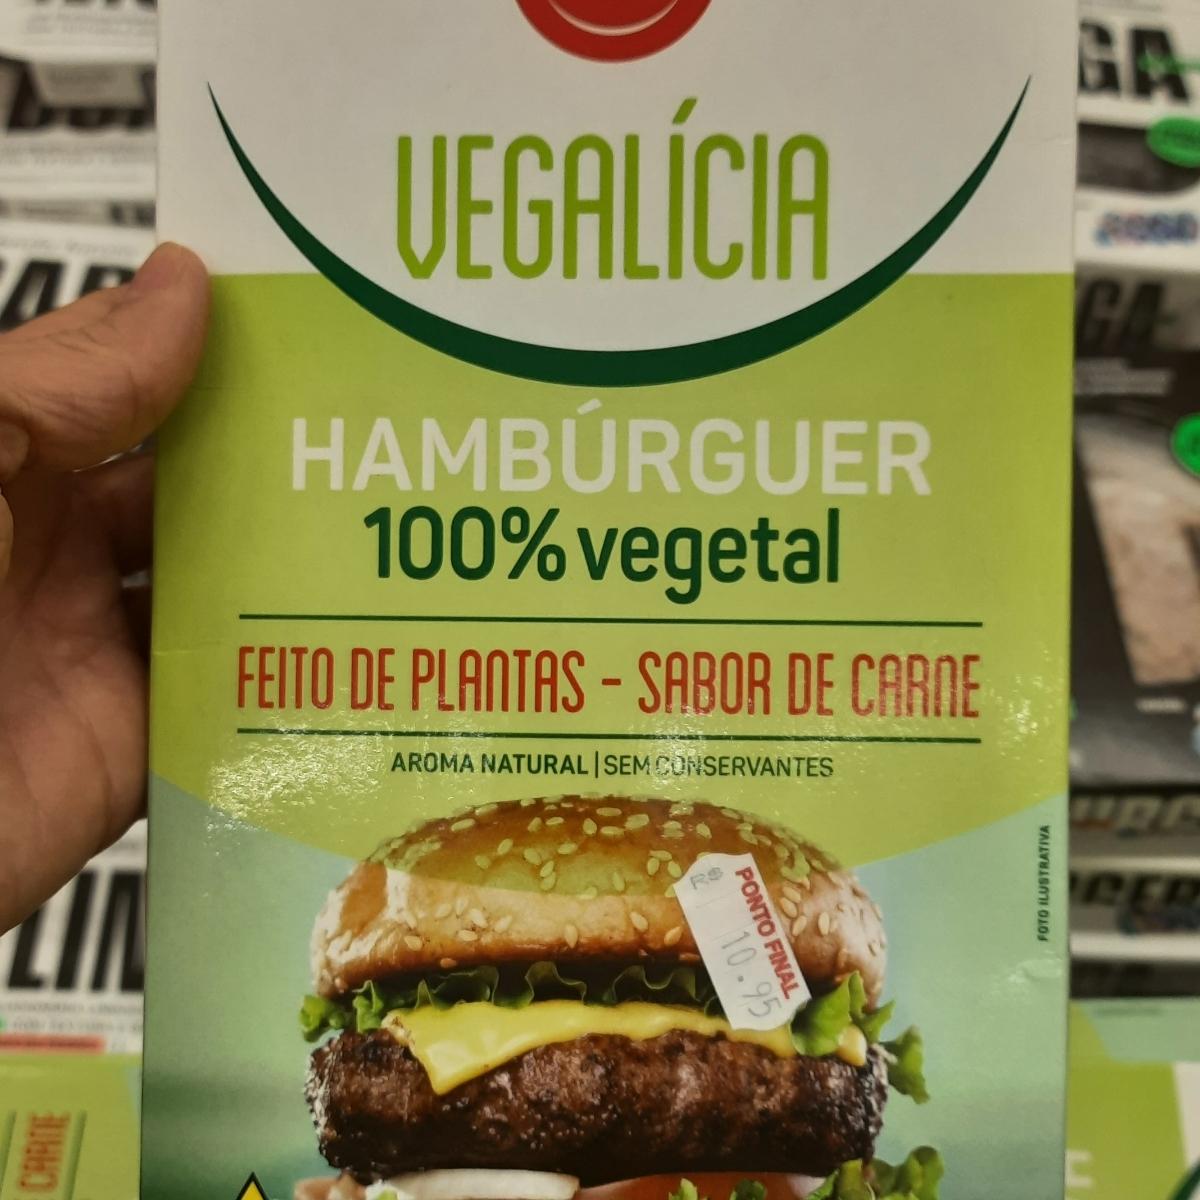 VEGALÍCIA
HAMBÚRGUER
100% vegetal
FEITO DE PLANTAS - SABOR DE CARNE
AROMA NATURAL | SEM CONSERVANTES
PONTO FINAL
R$ 10.95
FOTO ILUSTRATIVA
CARNE